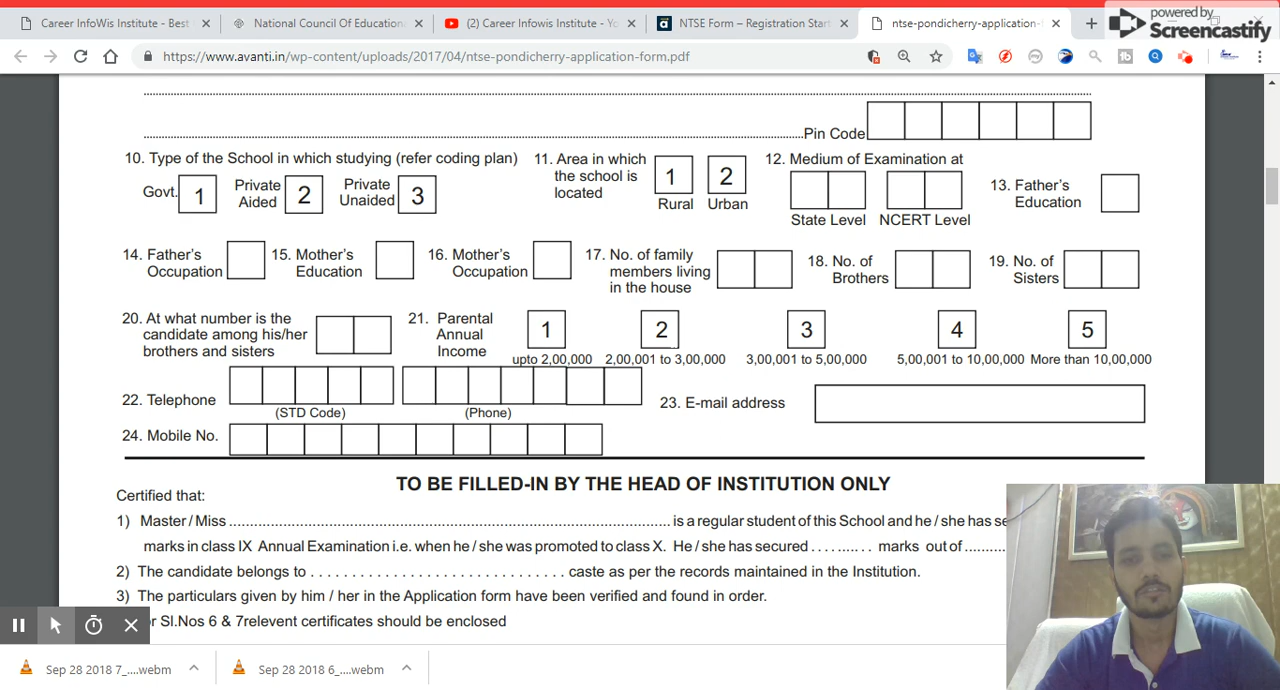 powered by
Screencastify
Career InfoWis Institute - Best
National Council Of Educationa
(2) Career Infowis Institute - Yo
NTSE Form – Registration Start
ntse-pondicherry-application-
https://www.avanti.in/wp-content/uploads/2017/04/ntse-pondicherry-application-form.pdf
Pin Code
10. Type of the School in which studying (refer coding plan)
Govt. 1 Private Aided 2 Private Unaided 3
11. Area in which the school is located
1 2
Rural Urban
12. Medium of Examination at
State Level NCERT Level
13. Father's
Education
14. Father's
Occupation
15. Mother's
Education
16. Mother's
Occupation
17. No. of family
members living
in the house
18. No. of
Brothers
19. No. of
Sisters
20. At what number is the
candidate among his/her
brothers and sisters
21. Parental
Annual
Income
1 2 3 4 5
upto 2,00,000 2,00,001 to 3,00,000 3,00,001 to 5,00,000 5,00,001 to 10,00,000 More than 10,00,000
22. Telephone
(STD Code) (Phone)
23. E-mail address
24. Mobile No.
TO BE FILLED-IN BY THE HEAD OF INSTITUTION ONLY
Certified that:
1) Master / Miss ........................................ is a regular student of this School and he / she has se
marks in class IX Annual Examination i.e. when he / she was promoted to class X. He / she has secured .......... marks out of ..........
2) The candidate belongs to .............................. caste as per the records maintained in the Institution.
3) The particulars given by him / her in the Application form have been verified and found in order.
or Sl.Nos 6 & 7relevent certificates should be enclosed
Sep 28 2018 7_....webm
Sep 28 2018 6_....webm